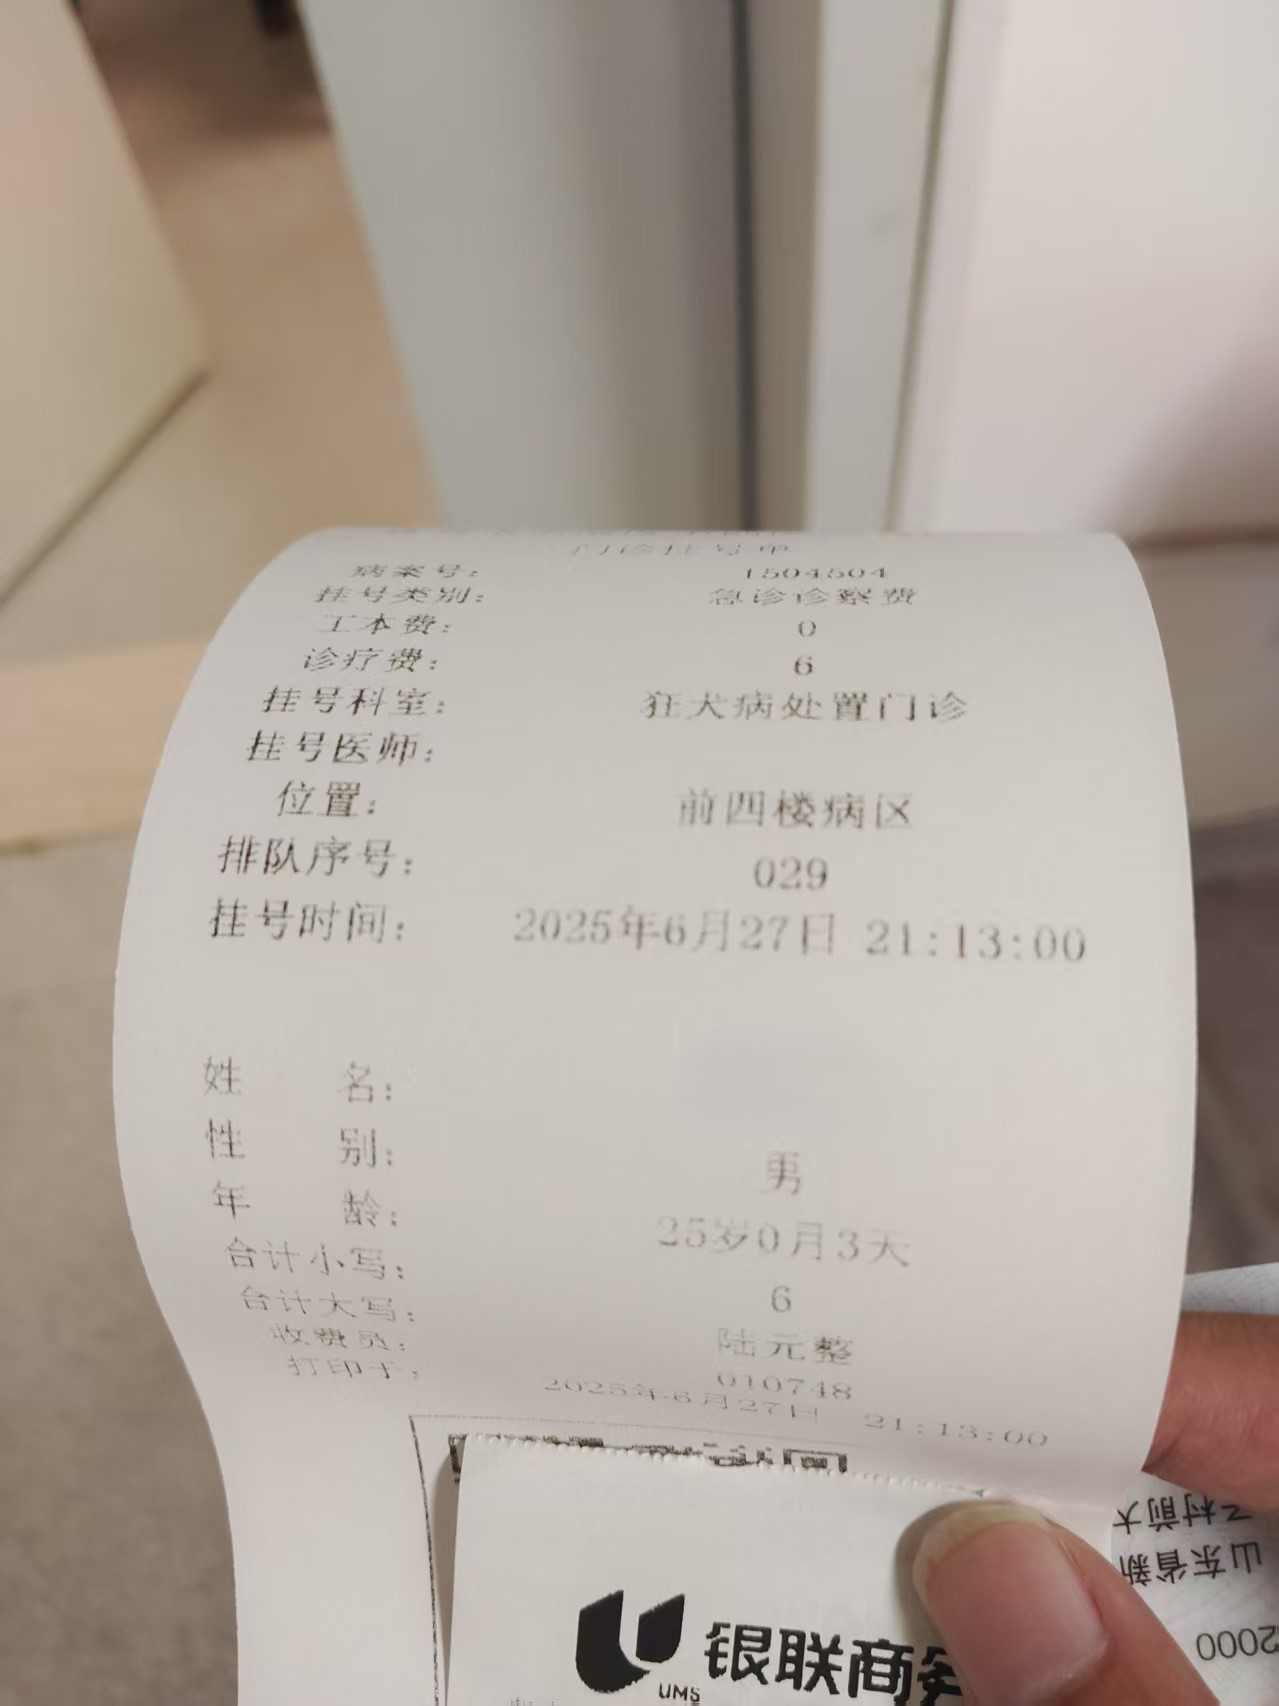 门诊挂号单
病案号： 1504504
挂号类别： 急诊诊察费
工本费： 0
诊疗费： 6
挂号科室： 狂犬病处置门诊
挂号医师：
位置： 前四楼病区
排队序号： 029
挂号时间： 2025年6月27日 21:13:00
姓 名：
性 别： 男
年 龄： 25岁0月3天
合计小写： 6
合计大写： 陆元整
收费员： 010748
打印于： 2025年6月27日 21:13:00
银联商务
UMS
山东省新
村前大
2000